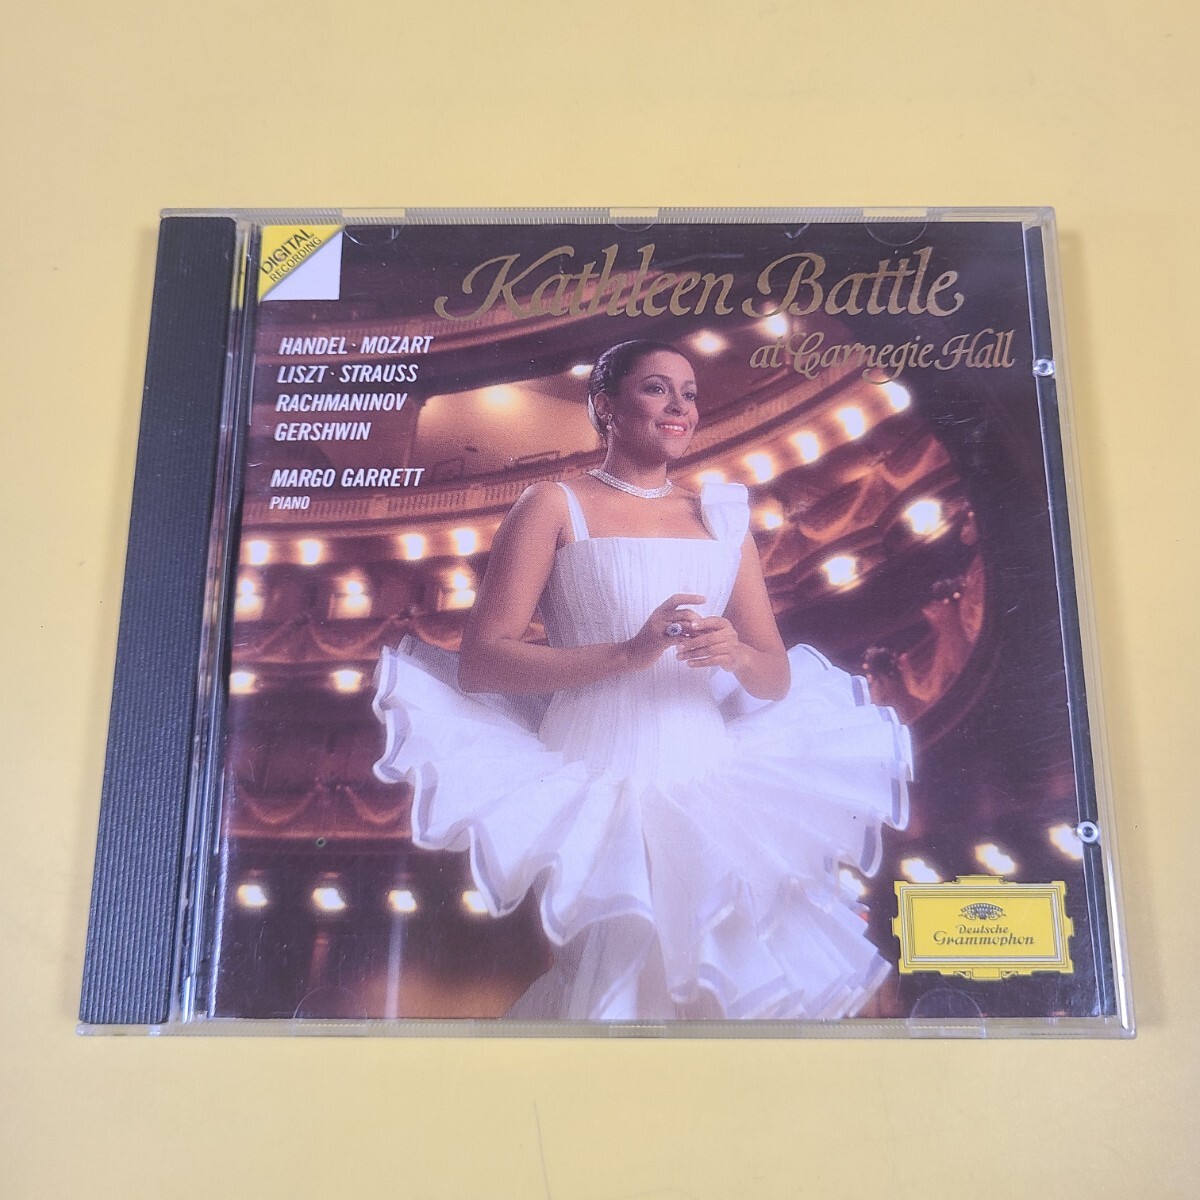 DIGITAL
RECORDING
Kathleen Battle
at Carnegie Hall
HANDEL · MOZART
LISZT · STRAUSS
RACHMANINOV
GERSHWIN
MARGO GARRETT
PIANO
Deutsche
Grammophon